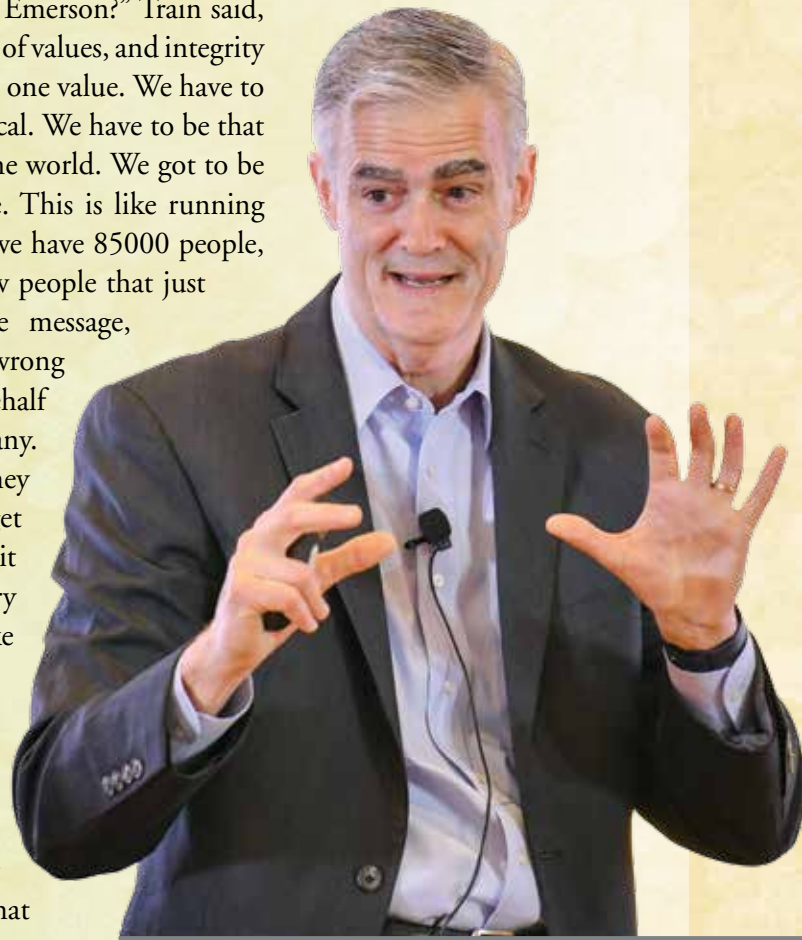 Emerson?” Train said,
of values, and integrity
one value. We have to
cal. We have to be that
he world. We got to be
. This is like running
we have 85000 people,
people that just
message,
wrong
half
any.
hey
et
it
ry
hat